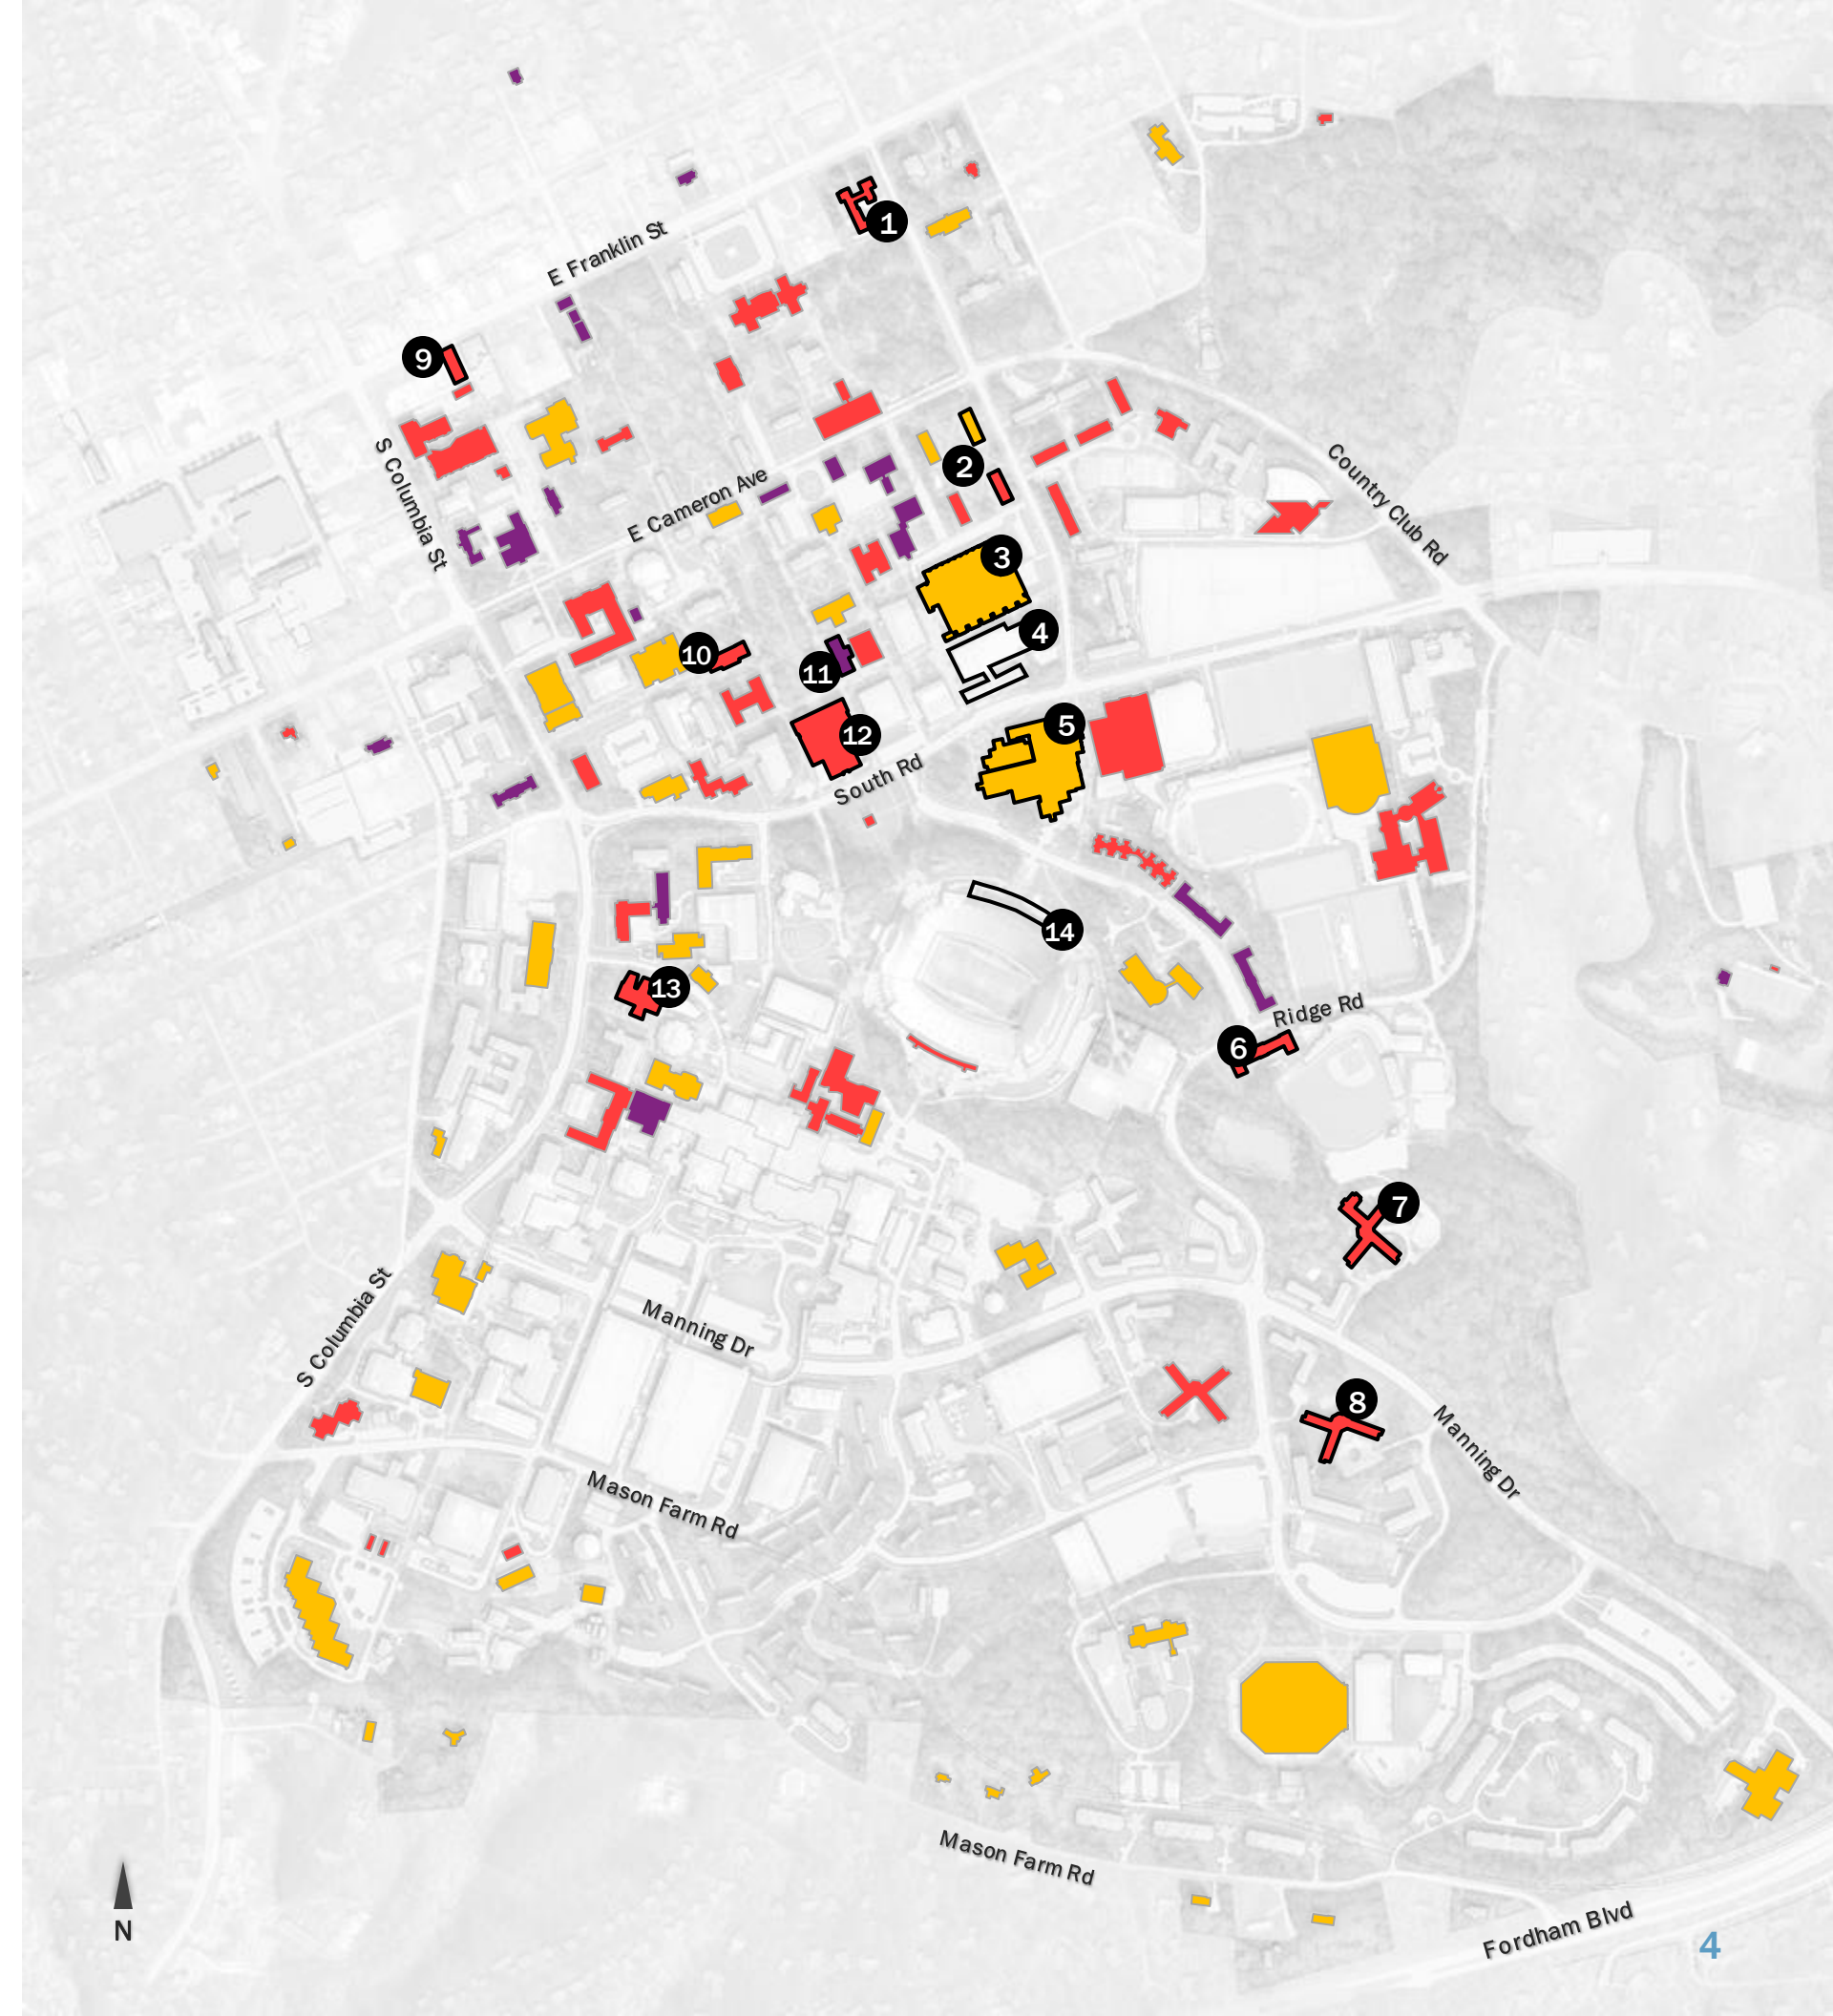 1
E Franklin St
9
S Columbia St
2
E Cameron Ave
Country Club Rd
3
4
10
11
5
12
South Rd
14
13
Ridge Rd
6
7
S Columbia St
Manning Dr
8
Manning Dr
Mason Farm Rd
Mason Farm Rd
N
Fordham Blvd
4